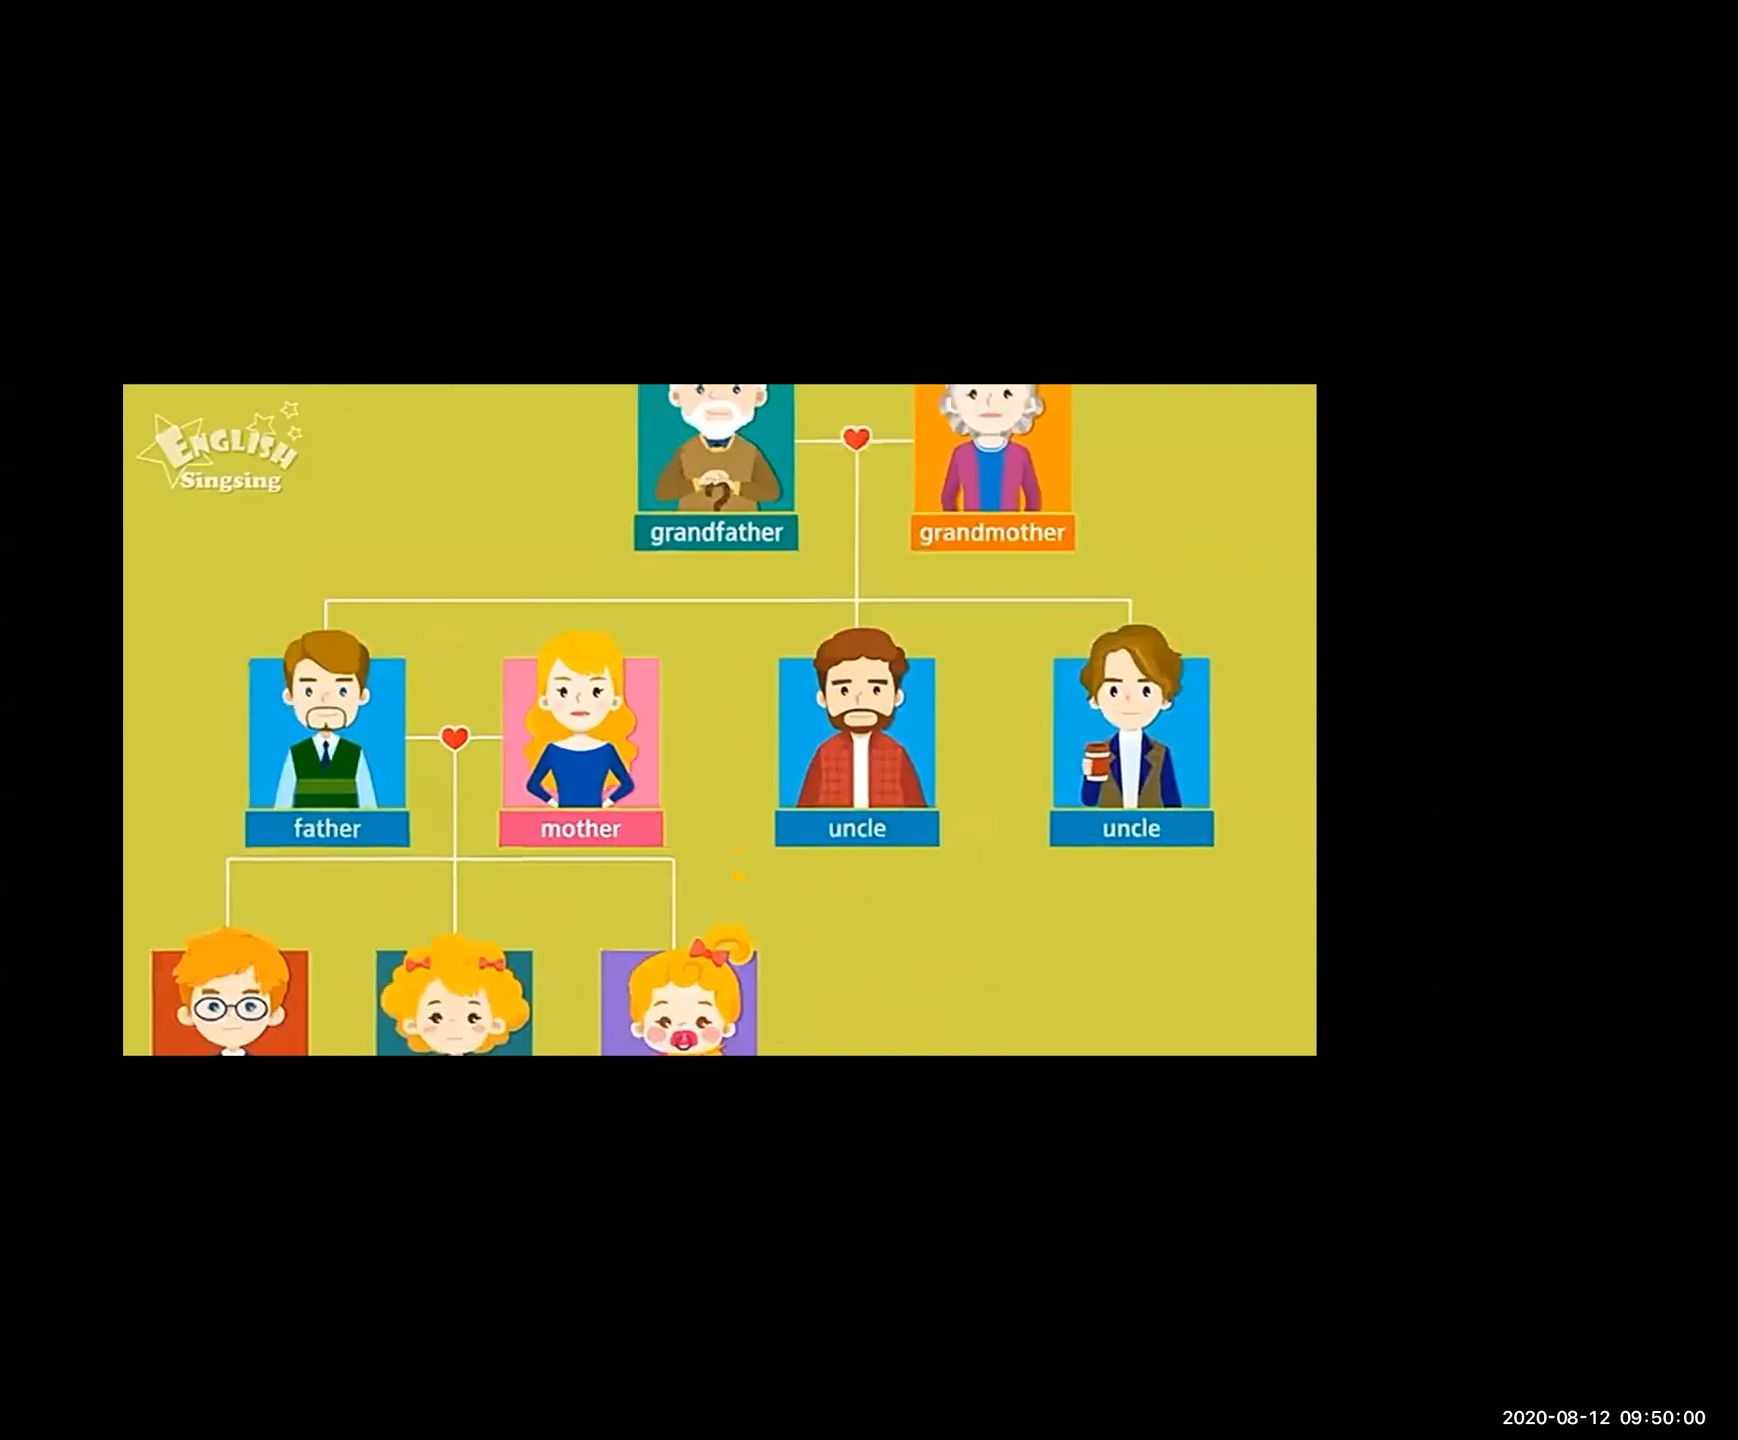 ENGLISH
Singsing
grandfather
grandmother
father
mother
uncle
uncle
2020-08-12 09:50:00